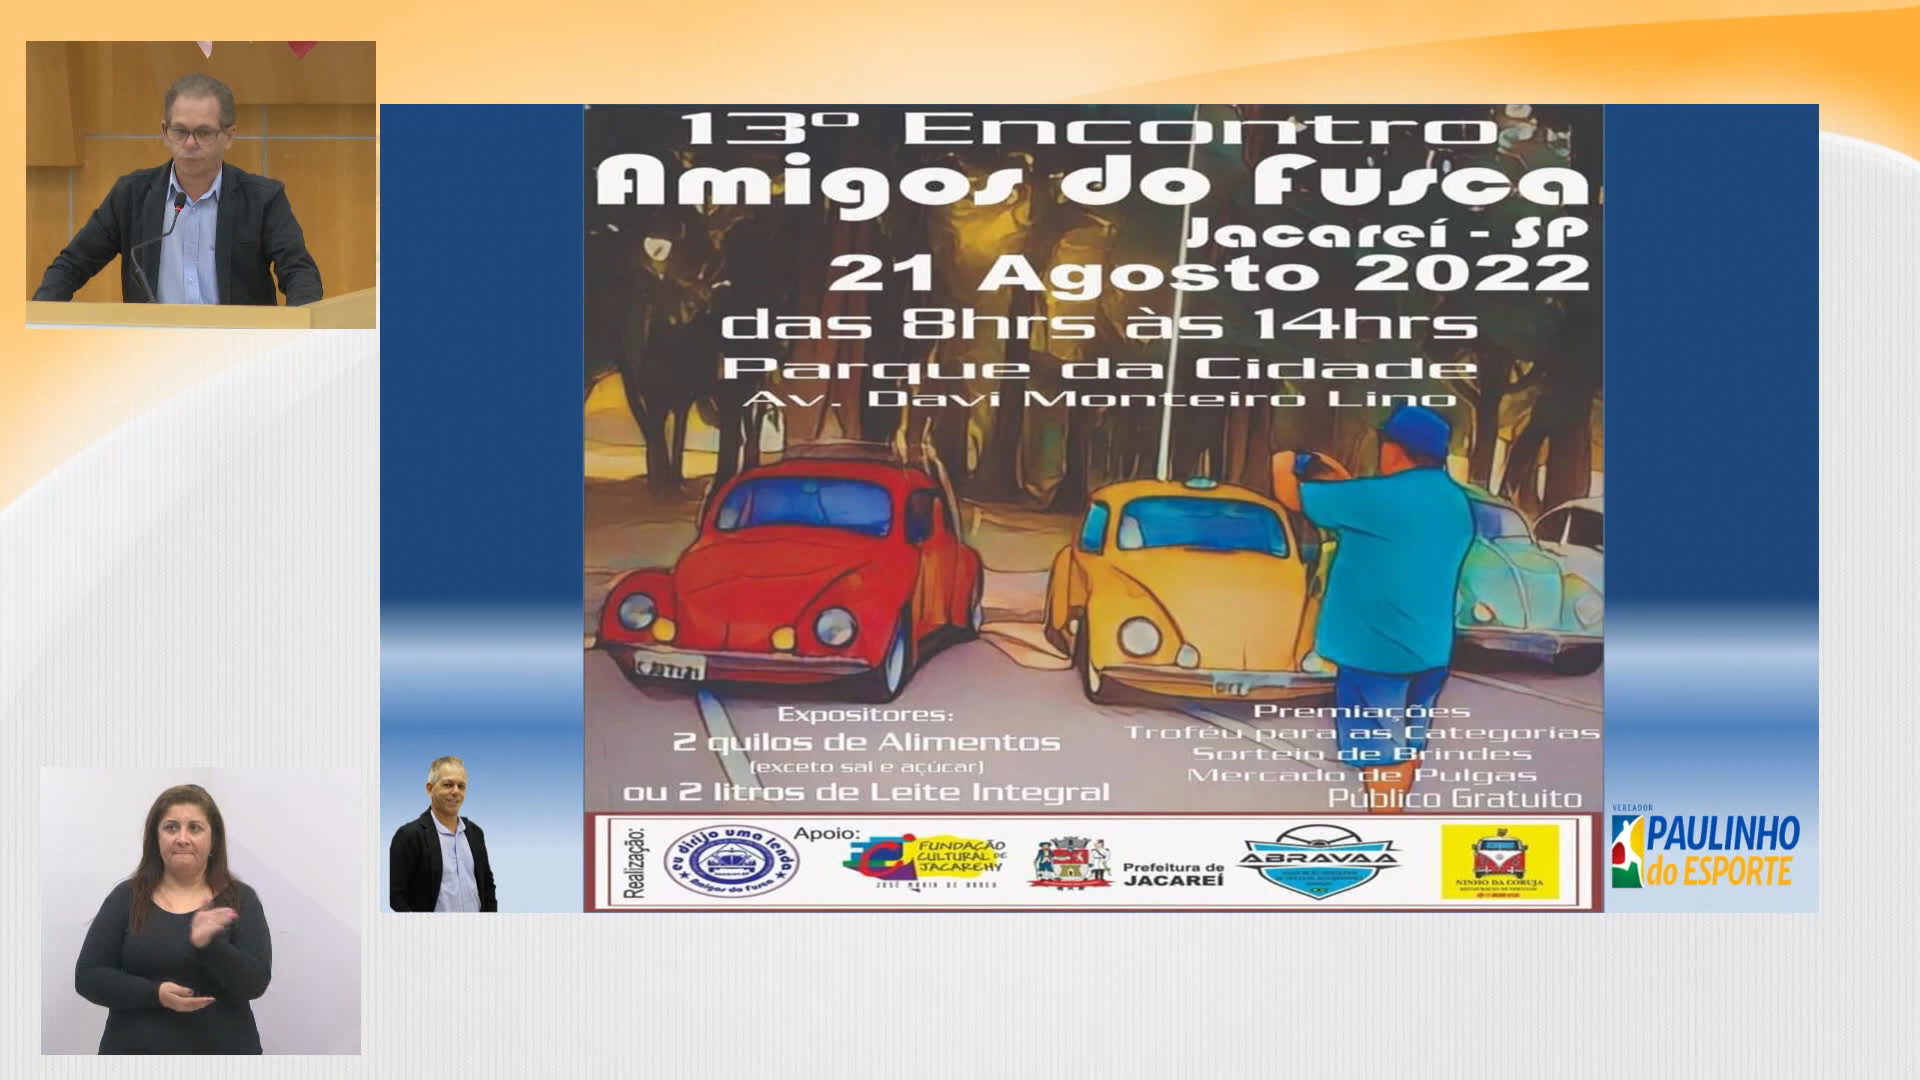 13º Encontro
Amigos do Fusca
Jacareí - SP
21 Agosto 2022
das 8hrs às 14hrs
Parque da Cidade
Av. Davi Monteiro Lino
Expositores:
2 quilos de Alimentos
(exceto sal e açúcar)
ou 2 litros de Leite Integral
Premiações
Troféu para as Categorias
Sorteio de Brindes
Mercado de Pulgas
Público Gratuito
Realização:
eu dirijo uma lenda
Amigos do Fusca
Apoio:
FUNDAÇÃO
CULTURAL DE
JACAREHY
JOSÉ MARIA DE ABREU
Prefeitura de
JACAREÍ
ABRAVAA
NINHO DA CORUJA
VEREADOR
PAULINHO
do ESPORTE